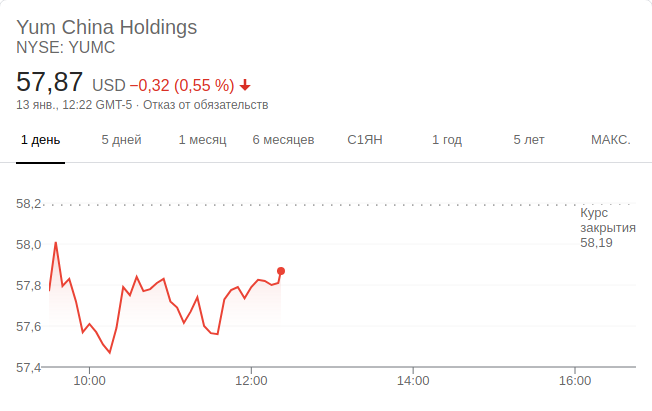 Yum China Holdings
NYSE: YUMC
57,87 USD −0,32 (0,55 %)
13 янв., 12:22 GMT-5 · Отказ от обязательств
1 день 5 дней 1 месяц 6 месяцев С1ЯН 1 год 5 лет МАКС.
58,2
Курс
закрытия
58,19
58,0
57,8
57,6
57,4
10:00 12:00 14:00 16:00